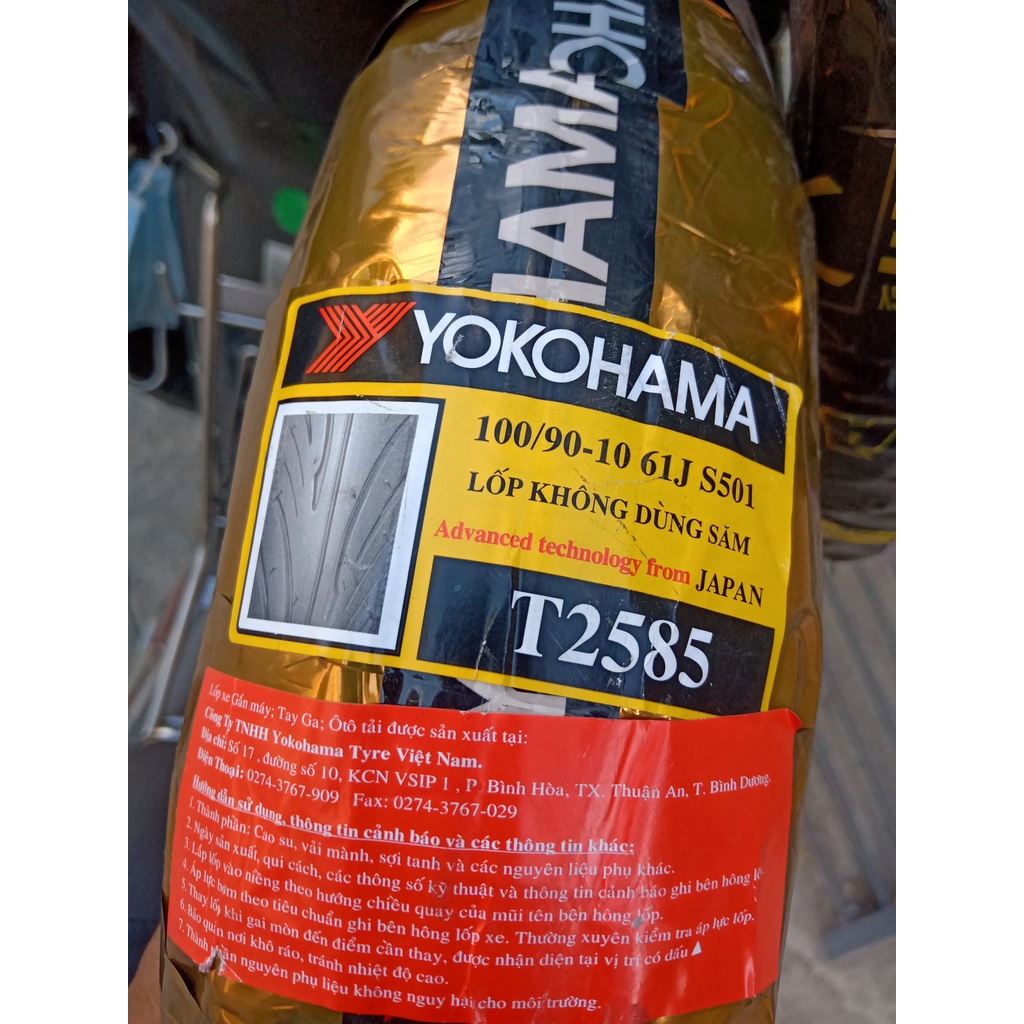 YOKOHAMA
100/90-10 61J S501
LỐP KHÔNG DÙNG SĂM
Advanced technology from JAPAN
T2585
Lốp xe Gắn máy; Tay Ga; Ôtô tải được sản xuất tại:
Công Ty TNHH Yokohama Tyre Việt Nam.
Địa chỉ: Số 17, đường số 10, KCN VSIP 1, P. Bình Hòa, TX. Thuận An, T. Bình Dương.
Điện Thoại: 0274-3767-909 Fax: 0274-3767-029
Hướng dẫn sử dụng, thông tin cảnh báo và các thông tin khác:
1. Thành phần: Cao su, vải mành, sợi tanh và các nguyên liệu phụ khác.
2. Ngày sản xuất, qui cách, các thông số kỹ thuật và thông tin cảnh báo ghi bên hông
3. Lắp lốp vào niềng theo hướng chiều quay của mũi tên bên hông lốp.
4. Áp lực bơm theo tiêu chuẩn ghi bên hông lốp xe. Thường xuyên kiểm tra áp lực lốp.
5. Thay lốp khi gai mòn đến điểm cần thay, được nhận diện tại vị trí có dấu ▲
6. Bảo quản nơi khô ráo, tránh nhiệt độ cao.
7. Thành phần nguyên phụ liệu không nguy hại cho môi trường.